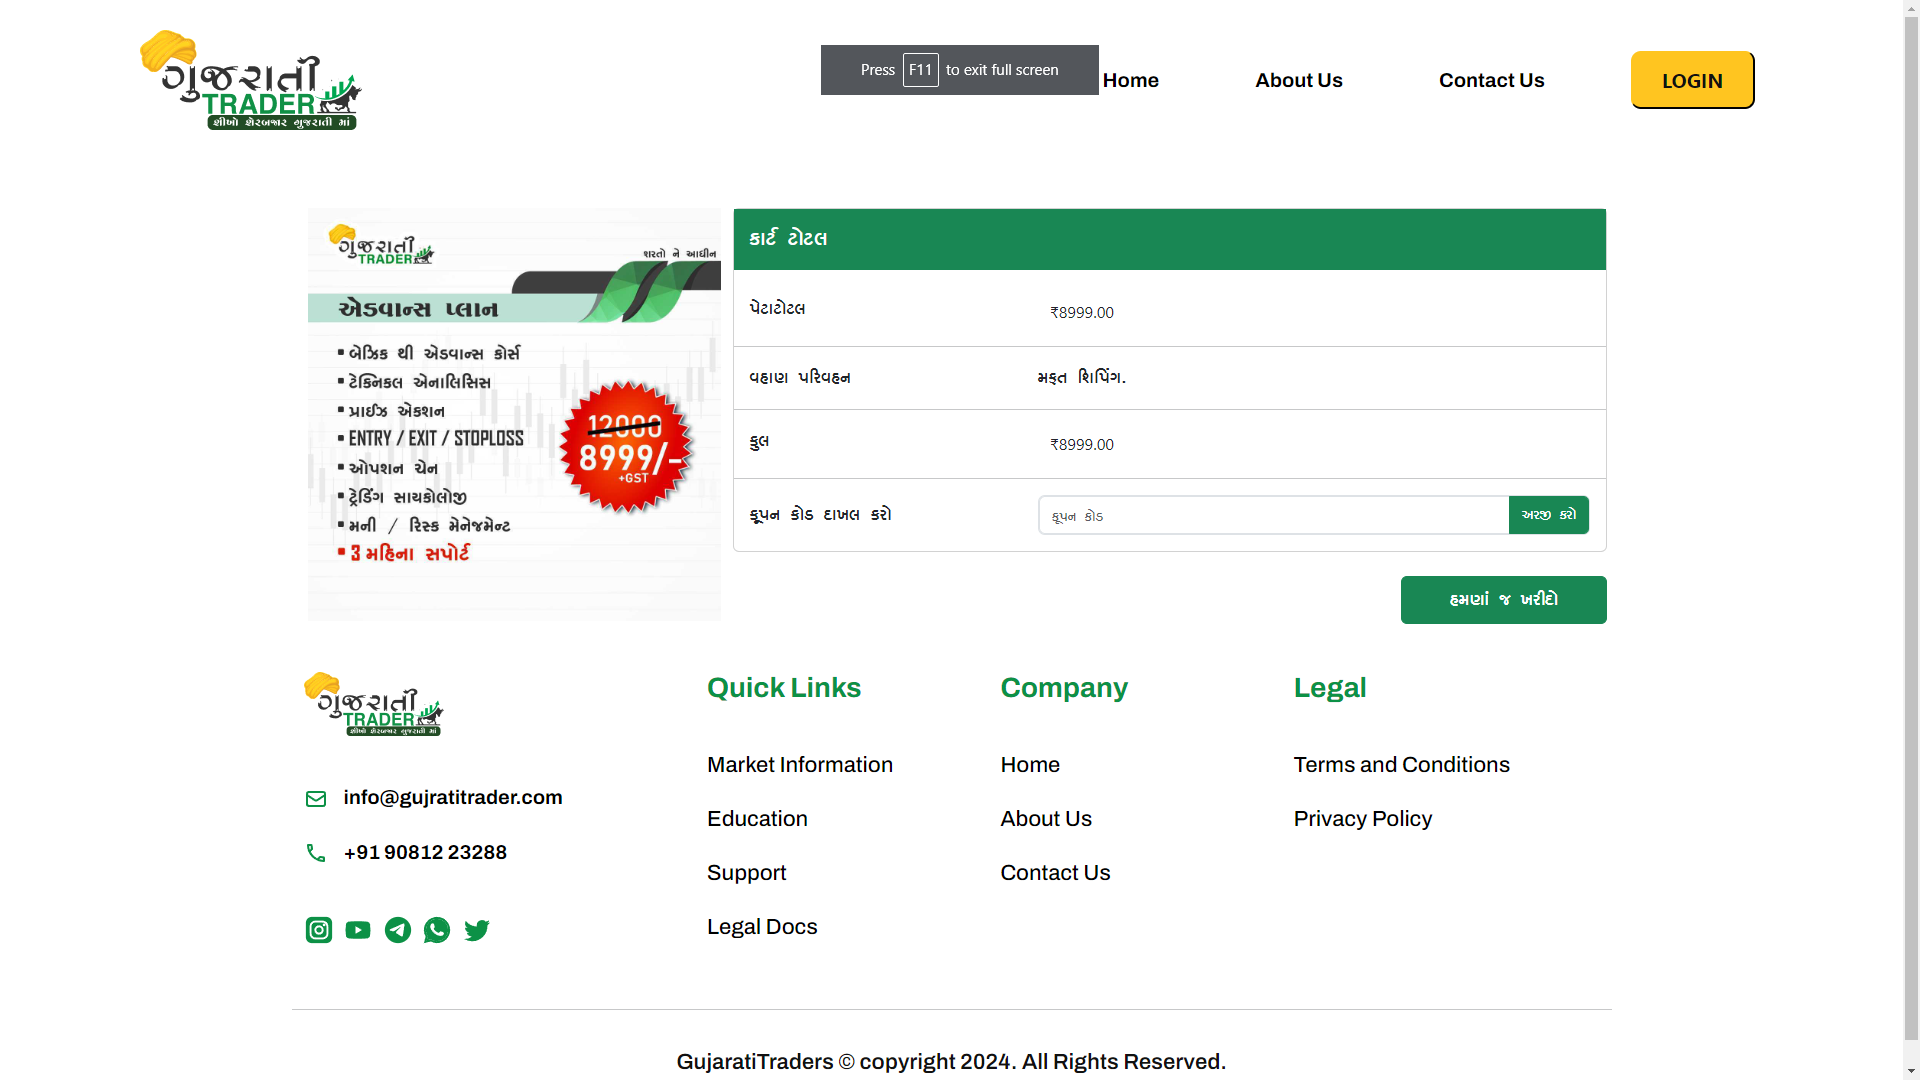 ગુજરાતી
TRADER
શીખો શેરબજાર ગુજરાતી માં
Press F11 to exit full screen
Home
About Us
Contact Us
LOGIN
ગુજરાતી
TRADER
શરતો ને આધીન
એડવાન્સ પ્લાન
બેઝિક થી એડવાન્સ કોર્સ
ટેક્નિકલ એનાલિસિસ
પ્રાઈઝ એકશન
ENTRY / EXIT / STOPLOSS
ઓપશન ચેન
ટ્રેડિંગ સાયકોલોજી
મની / રિસ્ક મેનેજમેન્ટ
3 મહિના સપોર્ટ
12000
8999/-
+GST
કાર્ટ ટોટલ
પેટાટોટલ ₹8999.00
વહાણ પરિવહન મફત શિપિંગ.
કુલ ₹8999.00
કૂપન કોડ દાખલ કરો કૂપન કોડ અરજી કરો
હમણાં જ ખરીદો
ગુજરાતી
TRADER
શીખો શેરબજાર ગુજરાતી માં
info@gujratitrader.com
+91 90812 23288
Quick Links
Market Information
Education
Support
Legal Docs
Company
Home
About Us
Contact Us
Legal
Terms and Conditions
Privacy Policy
GujaratiTraders © copyright 2024. All Rights Reserved.